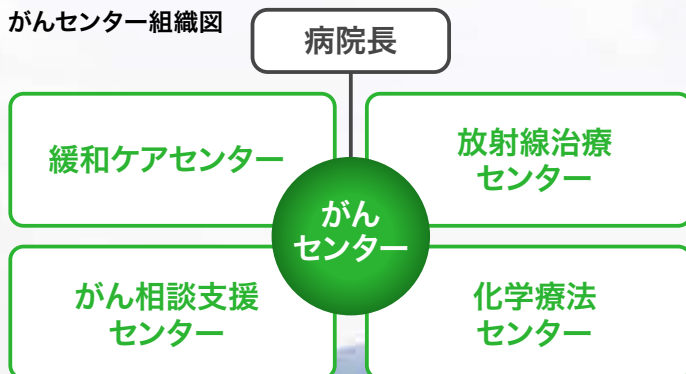 がんセンター組織図
病院長
緩和ケアセンター
放射線治療
センター
がん
センター
がん相談支援
センター
化学療法
センター